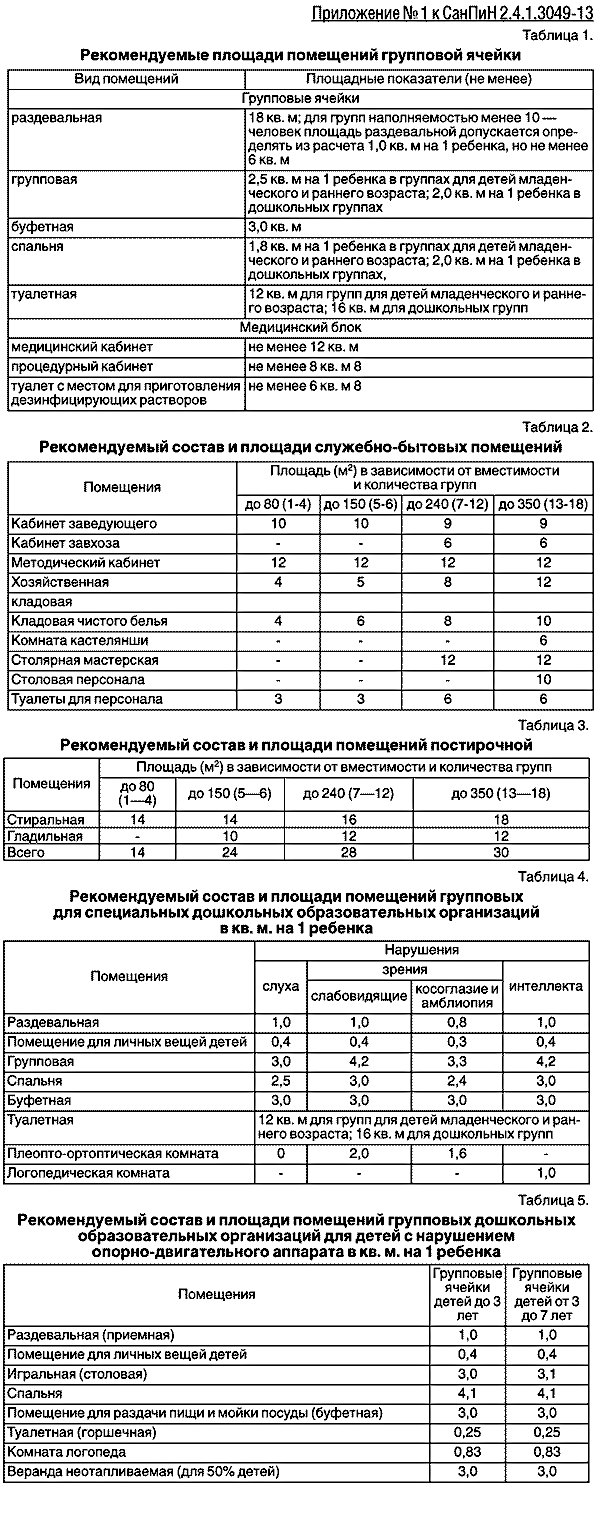 Приложение № 1 к СанПиН 2.4.1.3049-13
Таблица 1.
Рекомендуемые площади помещений групповой ячейки
Вид помещений Площадные показатели (не менее)
Групповые ячейки
раздевальная 18 кв. м; для групп наполняемостью менее 10 —
человек площадь раздевальной допускается опре-
делять из расчета 1,0 кв. м на 1 ребенка, но не менее
6 кв. м
групповая 2,5 кв. м на 1 ребенка в группах для детей младен-
ческого и раннего возраста; 2,0 кв. м на 1 ребенка в
дошкольных группах
буфетная 3,0 кв. м
спальня 1,8 кв. м на 1 ребенка в группах для детей младен-
ческого и раннего возраста; 2,0 кв. м на 1 ребенка в
дошкольных группах,
туалетная 12 кв. м для групп для детей младенческого и ранне-
го возраста; 16 кв. м для дошкольных групп
Медицинский блок
медицинский кабинет не менее 12 кв. м
процедурный кабинет не менее 8 кв. м 8
туалет с местом для приготовления не менее 6 кв. м 8
дезинфицирующих растворов
Таблица 2.
Рекомендуемый состав и площади служебно-бытовых помещений
Площадь (м²) в зависимости от вместимости
Помещения и количества групп
до 80 (1-4) до 150 (5-6) до 240 (7-12) до 350 (13-18)
Кабинет заведующего 10 10 9 9
Кабинет завхоза - - 6 6
Методический кабинет 12 12 12 12
Хозяйственная 4 5 8 12
кладовая
Кладовая чистого белья 4 6 8 10
Комната кастелянши - - - 6
Столярная мастерская - - 12 12
Столовая персонала - - - 10
Туалеты для персонала 3 3 6 6
Таблица 3.
Рекомендуемый состав и площади помещений постирочной
Площадь (м²) в зависимости от вместимости и количества групп
Помещения до 80 (1—4) до 150 (5—6) до 240 (7—12) до 350 (13—18)
Стиральная 14 14 16 18
Гладильная - 10 12 12
Всего 14 24 28 30
Таблица 4.
Рекомендуемый состав и площади помещений групповых
для специальных дошкольных образовательных организаций
в кв. м. на 1 ребенка
Нарушения
Помещения слуха зрения интеллекта
слабовидящие косоглазие и амблиопия
Раздевальная 1,0 1,0 0,8 1,0
Помещение для личных вещей детей 0,4 0,4 0,3 0,4
Групповая 3,0 4,2 3,3 4,2
Спальня 2,5 3,0 2,4 3,0
Буфетная 3,0 3,0 3,0 3,0
Туалетная 12 кв. м для групп для детей младенческого и ран-
него возраста; 16 кв. м для дошкольных групп
Плеопто-ортоптическая комната 0 2,0 1,6 -
Логопедическая комната - - - 1,0
Таблица 5.
Рекомендуемый состав и площади помещений групповых дошкольных
образовательных организаций для детей с нарушением
опорно-двигательного аппарата в кв. м. на 1 ребенка
Помещения Групповые ячейки детей до 3 лет Групповые ячейки детей от 3 до 7 лет
Раздевальная (приемная) 1,0 1,0
Помещение для личных вещей детей 0,4 0,4
Игральная (столовая) 3,0 3,1
Спальня 4,1 4,1
Помещение для раздачи пищи и мойки посуды (буфетная) 3,0 3,0
Туалетная (горшечная) 0,25 0,25
Комната логопеда 0,83 0,83
Веранда неотапливаемая (для 50% детей) 3,0 3,0